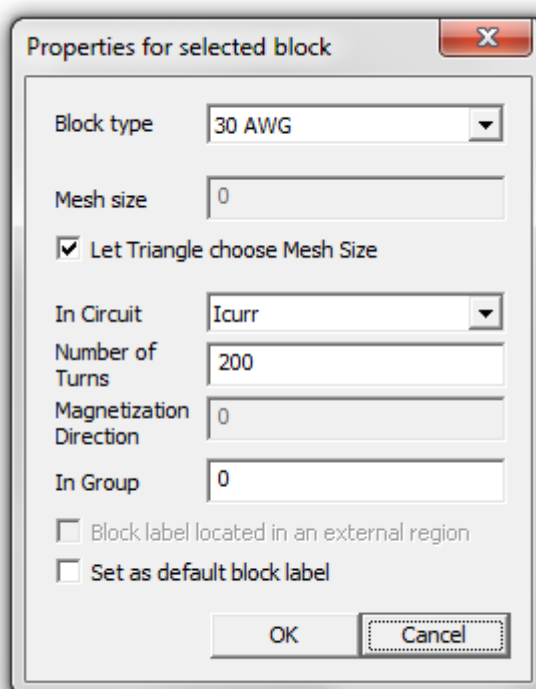 Properties for selected block
Block type
30 AWG
Mesh size
0
Let Triangle choose Mesh Size
In Circuit
Icurr
Number of
Turns
200
Magnetization
Direction
0
In Group
0
Block label located in an external region
Set as default block label
OK
Cancel